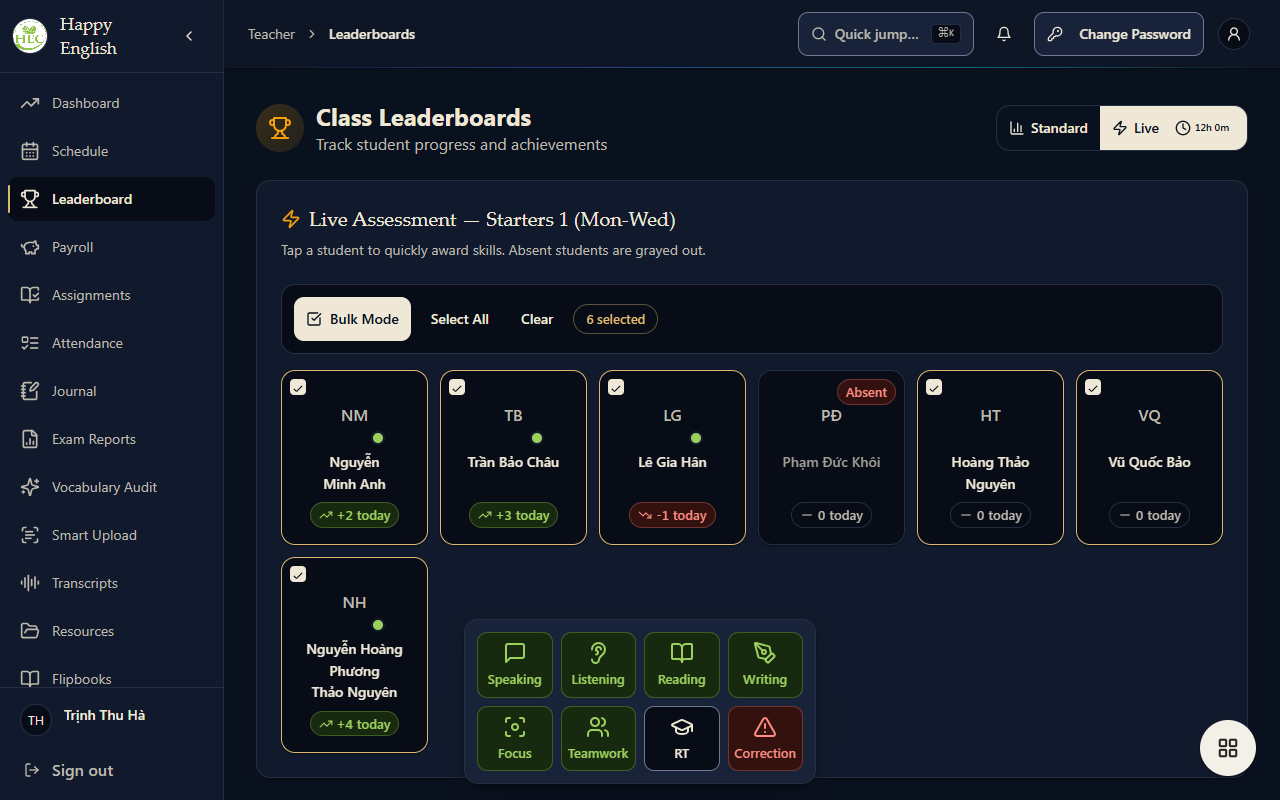 HEC
Happy
English
Dashboard
Schedule
Leaderboard
Payroll
Assignments
Attendance
Journal
Exam Reports
Vocabulary Audit
Smart Upload
Transcripts
Resources
Flipbooks
TH
Trịnh Thu Hà
Sign out
Teacher
Leaderboards
Quick jump...
⌘K
Change Password
Class Leaderboards
Track student progress and achievements
Standard
Live
12h 0m
Live Assessment — Starters 1 (Mon-Wed)
Tap a student to quickly award skills. Absent students are grayed out.
Bulk Mode
Select All
Clear
6 selected
NM
Nguyễn
Minh Anh
+2 today
TB
Trần Bảo Châu
+3 today
LG
Lê Gia Hân
-1 today
Absent
PĐ
Phạm Đức Khôi
0 today
HT
Hoàng Thảo
Nguyên
0 today
VQ
Vũ Quốc Bảo
0 today
NH
Nguyễn Hoàng
Phương
Thảo Nguyên
+4 today
Speaking
Listening
Reading
Writing
Focus
Teamwork
RT
Correction